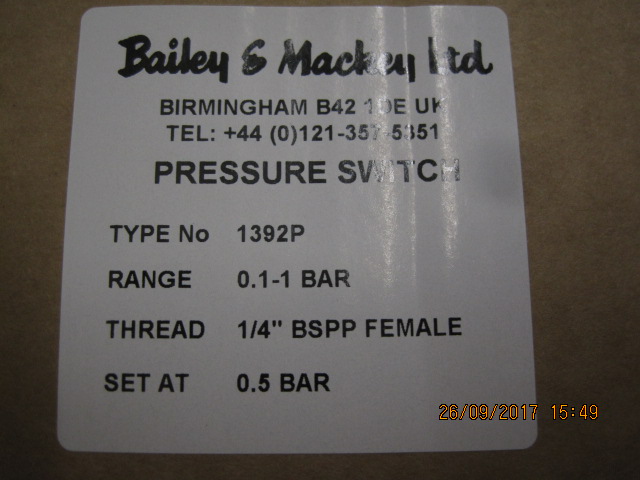 Bailey & Mackey Ltd
BIRMINGHAM B42 1DE UK
TEL: +44 (0)121-357-5351
PRESSURE SWITCH
TYPE No 1392P
RANGE 0.1-1 BAR
THREAD 1/4" BSPP FEMALE
SET AT 0.5 BAR
26/09/2017 15:49